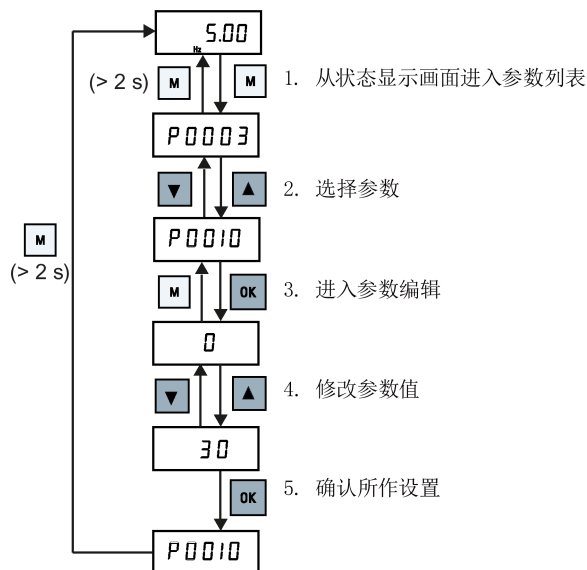 5.00
Hz
(> 2 s) M M 1. 从状态显示画面进入参数列表
P0003
▼ ▲ 2. 选择参数
P0010
M
(> 2 s)
M OK 3. 进入参数编辑
0
▼ ▲ 4. 修改参数值
30
OK 5. 确认所作设置
P0010